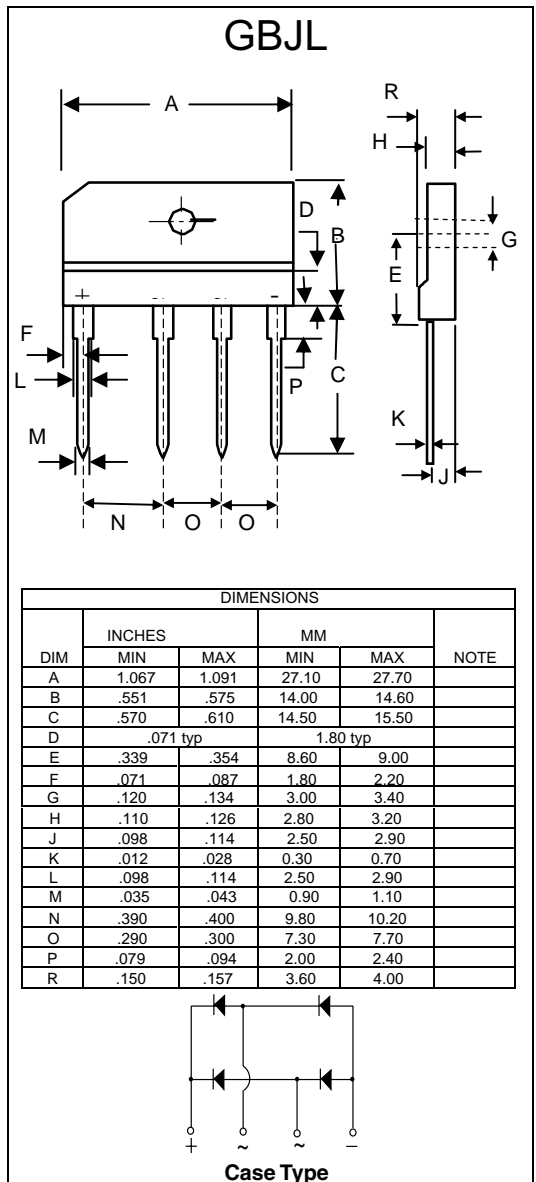 GBJL
A
R
H
D
B
G
E
+ ~ ~ -
F
L
P
C
K
M
J
N O O
DIMENSIONS
INCHES MM
DIM MIN MAX MIN MAX NOTE
A 1.067 1.091 27.10 27.70
B .551 .575 14.00 14.60
C .570 .610 14.50 15.50
D .071 typ 1.80 typ
E .339 .354 8.60 9.00
F .071 .087 1.80 2.20
G .120 .134 3.00 3.40
H .110 .126 2.80 3.20
J .098 .114 2.50 2.90
K .012 .028 0.30 0.70
L .098 .114 2.50 2.90
M .035 .043 0.90 1.10
N .390 .400 9.80 10.20
O .290 .300 7.30 7.70
P .079 .094 2.00 2.40
R .150 .157 3.60 4.00
+ ~ ~ −
Case Type